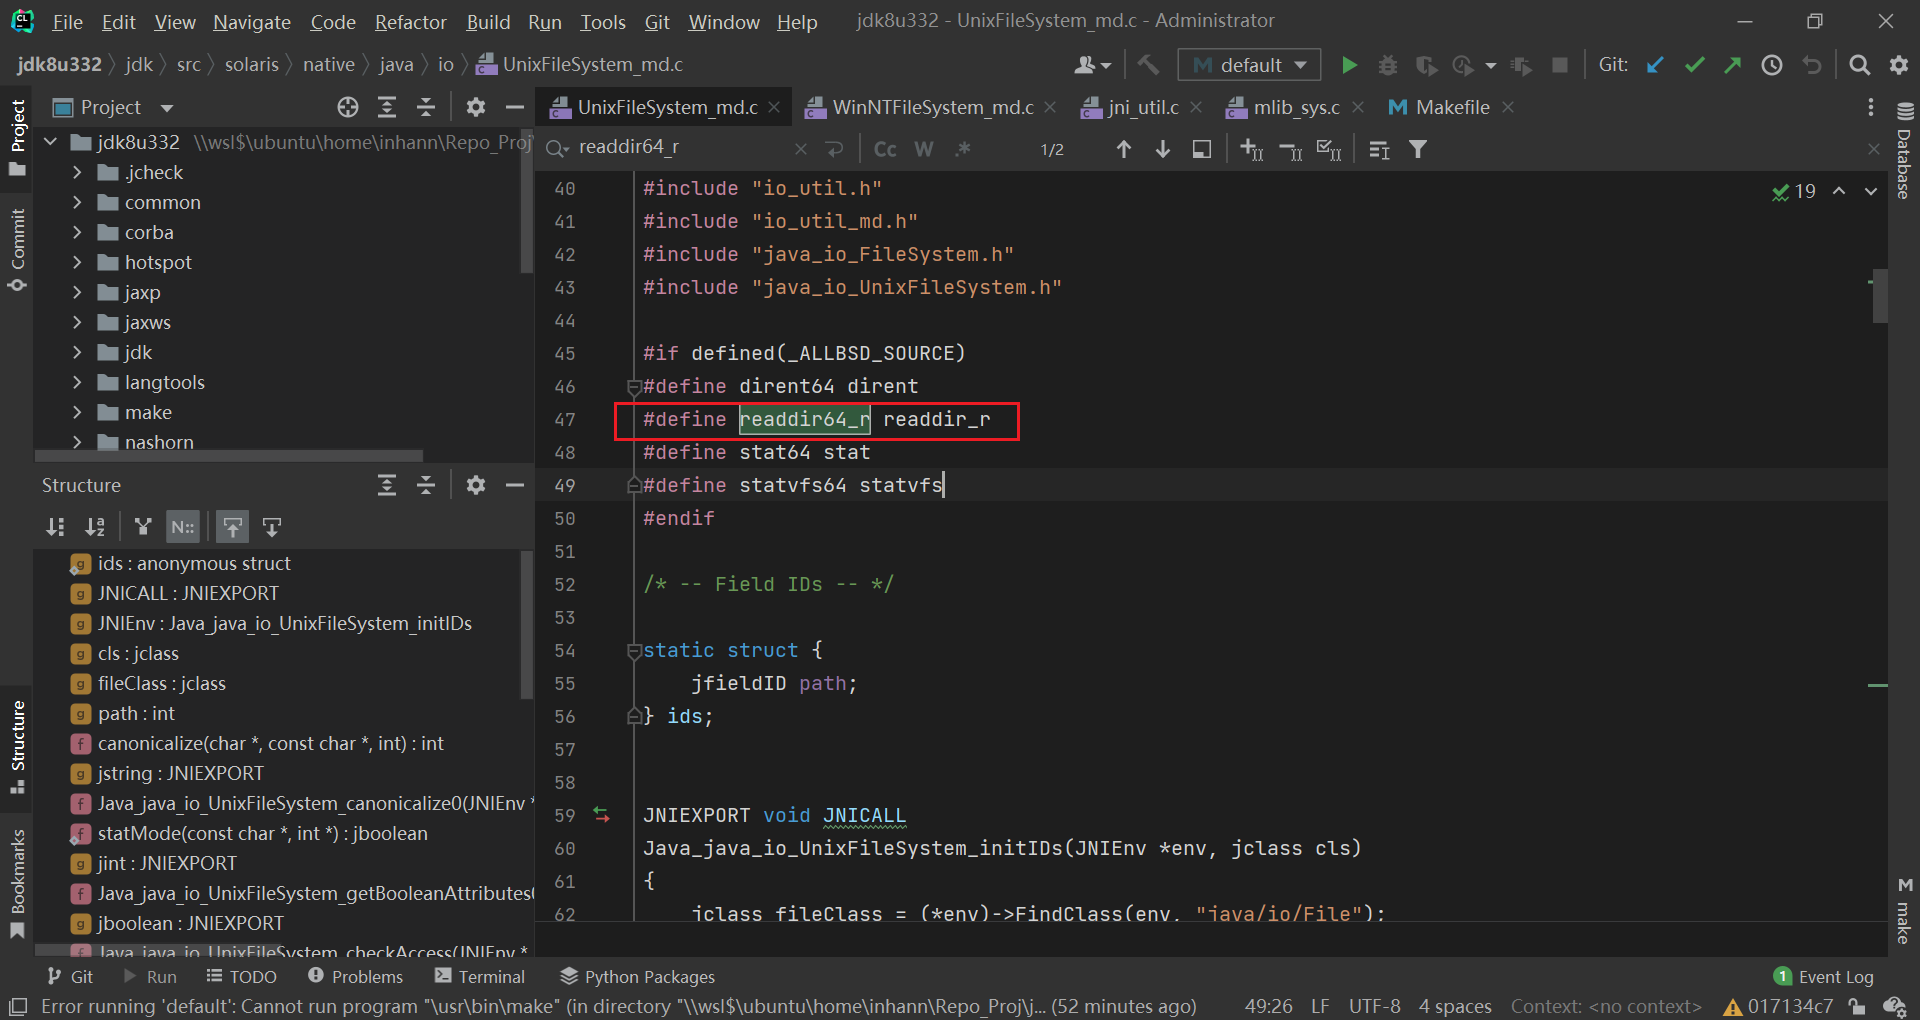 File Edit View Navigate Code Refactor Build Run Tools Git Window Help jdk8u332 - UnixFileSystem_md.c - Administrator
jdk8u332 jdk src solaris native java io UnixFileSystem_md.c default Git:
Project UnixFileSystem_md.c WinNTFileSystem_md.c jni_util.c mlib_sys.c Makefile
jdk8u332 \\wsl$\ubuntu\home\inhann\Repo_Proj
readdir64_r Cc W .* 1/2
.jcheck
common
corba
hotspot
jaxp
jaxws
jdk
langtools
make
nashorn
Structure
ids : anonymous struct
JNICALL : JNIEXPORT
JNIEnv : Java_java_io_UnixFileSystem_initIDs
cls : jclass
fileClass : jclass
path : int
canonicalize(char *, const char *, int) : int
jstring : JNIEXPORT
Java_java_io_UnixFileSystem_canonicalize0(JNIEnv *
statMode(const char *, int *) : jboolean
jint : JNIEXPORT
Java_java_io_UnixFileSystem_getBooleanAttributes(
jboolean : JNIEXPORT
Java_java_io_UnixFileSystem_checkAccess(JNIEnv *
40 #include "io_util.h"
41 #include "io_util_md.h"
42 #include "java_io_FileSystem.h"
43 #include "java_io_UnixFileSystem.h"
44
45 #if defined(_ALLBSD_SOURCE)
46 #define dirent64 dirent
47 #define readdir64_r readdir_r
48 #define stat64 stat
49 #define statvfs64 statvfs
50 #endif
51
52 /* -- Field IDs -- */
53
54 static struct {
55 jfieldID path;
56 } ids;
57
58
59 JNIEXPORT void JNICALL
60 Java_java_io_UnixFileSystem_initIDs(JNIEnv *env, jclass cls)
61 {
62 jclass fileClass = (*env)->FindClass(env, "java/io/File");
19
Project
Commit
Structure
Bookmarks
Database
make
Git Run TODO Problems Terminal Python Packages 1 Event Log
Error running 'default': Cannot run program "\usr\bin\make" (in directory "\\wsl$\ubuntu\home\inhann\Repo_Proj\j... (52 minutes ago) 49:26 LF UTF-8 4 spaces Context: <no context> 017134c7